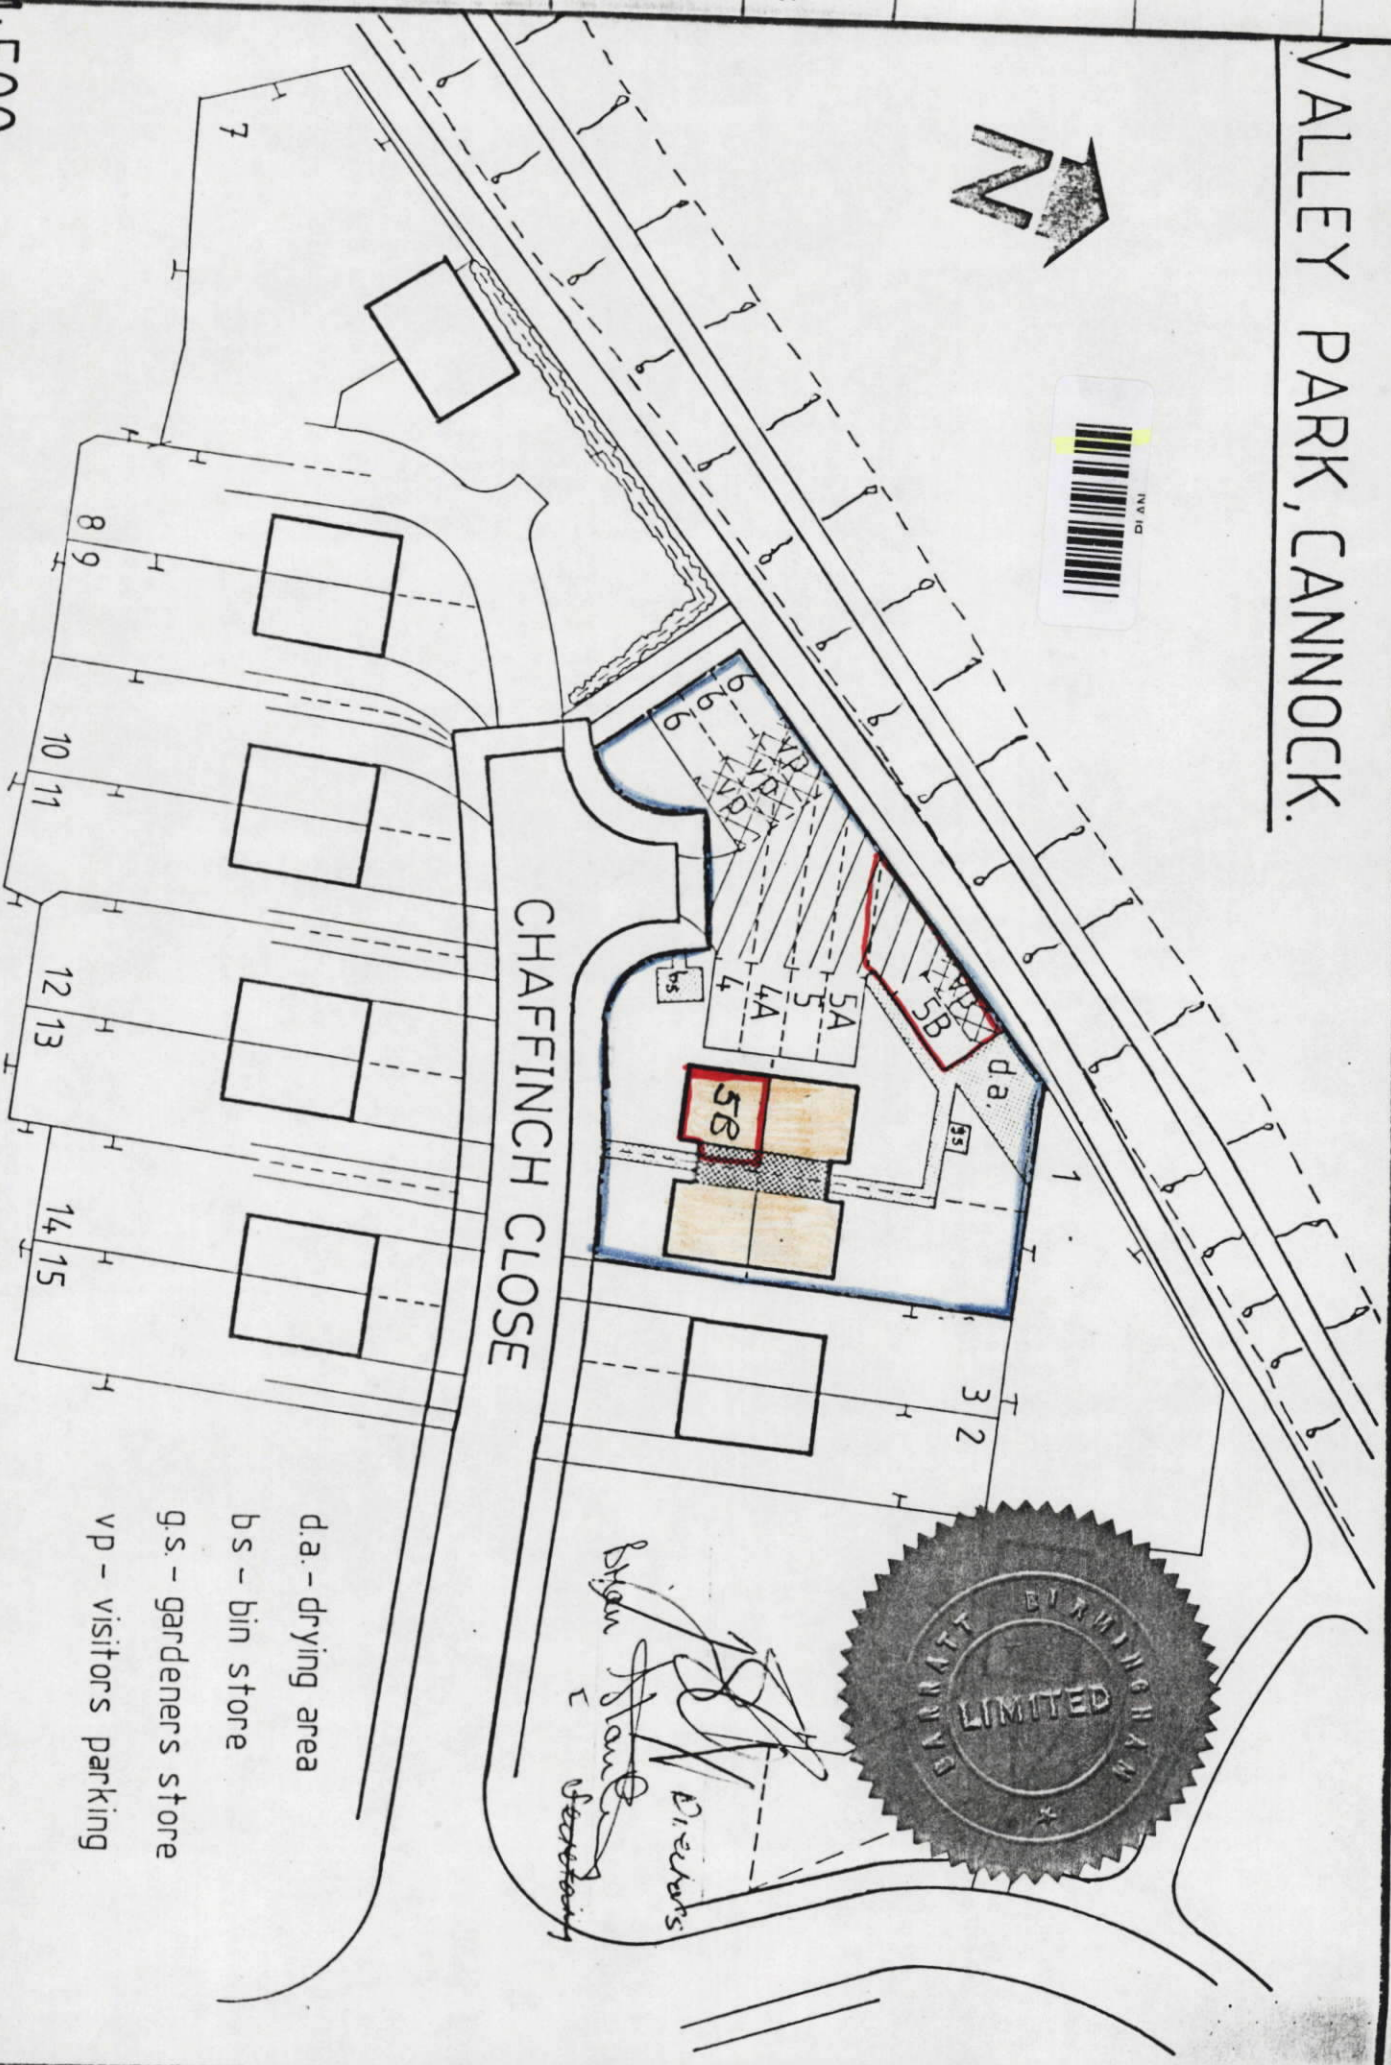 VALLEY PARK, CANNOCK.
N
PLAN
7
8
9
10
11
12
13
14
15
6
6
6
vp
vp
vp
vp
5B
d.a.
4
4A
5
5A
bs
gs
5B
1
3
2
CHAFFINCH CLOSE
BARRATT BIRMINGHAM
LIMITED
Directors
Secretary
d.a. - drying area
b s - bin store
g.s. - gardeners store
v p - visitors parking